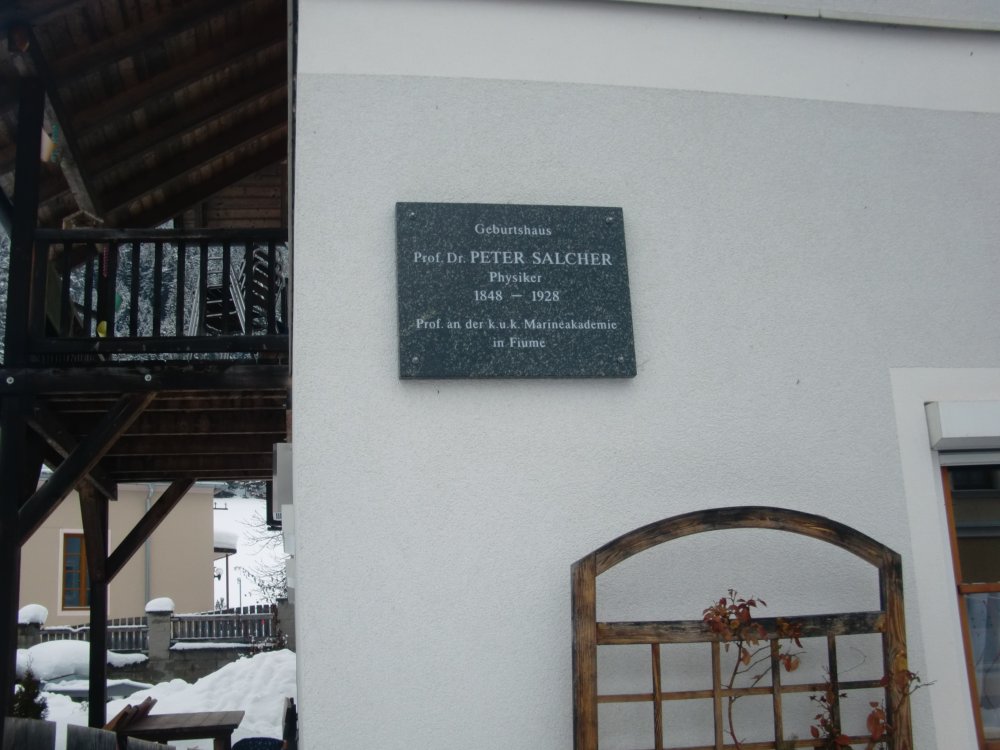 Geburtshaus
Prof. Dr. PETER SALCHER
Physiker
1848 — 1928
Prof. an der k.u.k. Marineakademie
in Fiume